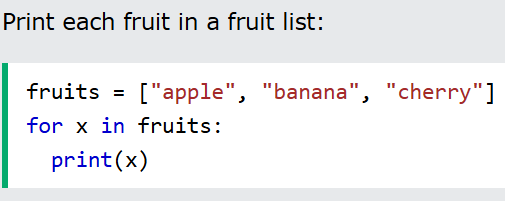 Print each fruit in a fruit list:
fruits = ["apple", "banana", "cherry"]
for x in fruits:
  print(x)